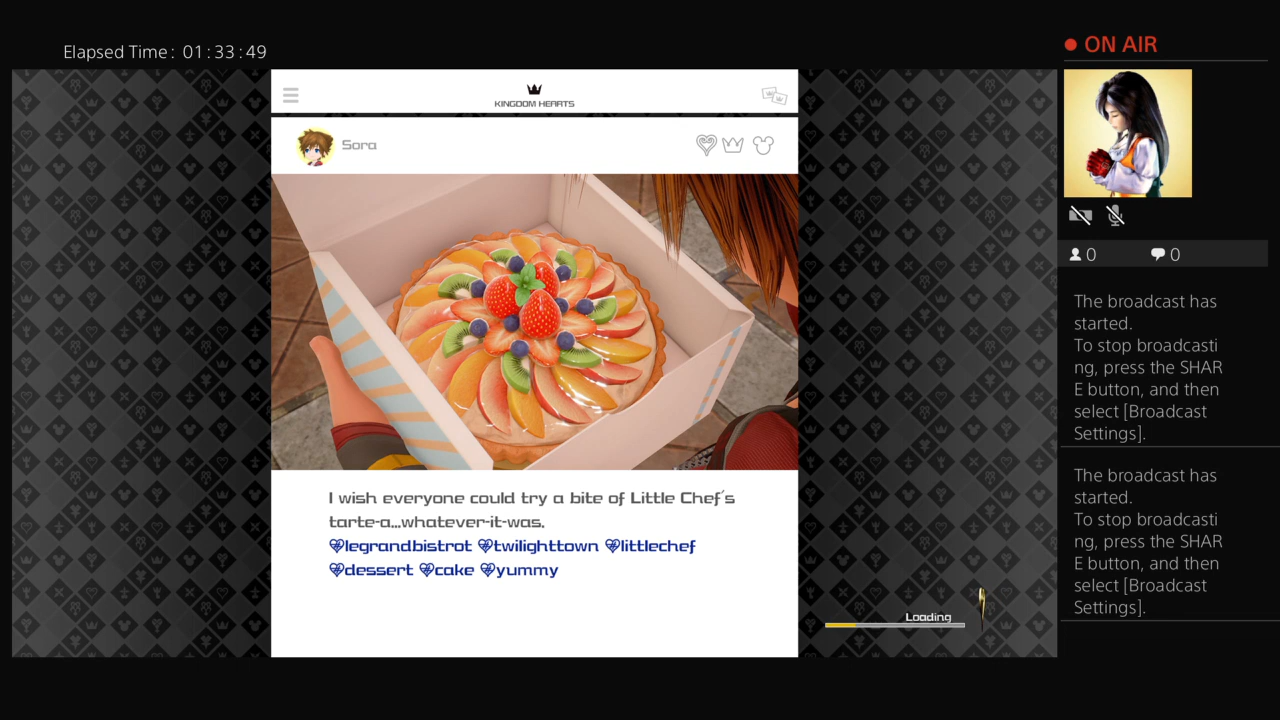 Elapsed Time: 01:33:49
ON AIR
KINGDOM HEARTS
Sora
0 0
The broadcast has
started.
To stop broadcasti
ng, press the SHAR
E button, and then
select [Broadcast
Settings].
The broadcast has
started.
To stop broadcasti
ng, press the SHAR
E button, and then
select [Broadcast
Settings].
I wish everyone could try a bite of Little Chef's
tarte-a...whatever-it-was.
legrandbistrot twilighttown littlechef
dessert cake yummy
Loading